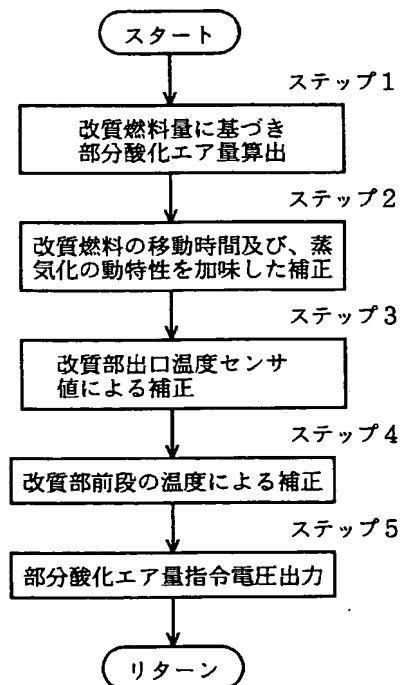 スタート
ステップ1
改質燃料量に基づき
部分酸化エア量算出
ステップ2
改質燃料の移動時間及び、蒸
気化の動特性を加味した補正
ステップ3
改質部出口温度センサ
値による補正
ステップ4
改質部前段の温度による補正
ステップ5
部分酸化エア量指令電圧出力
リターン